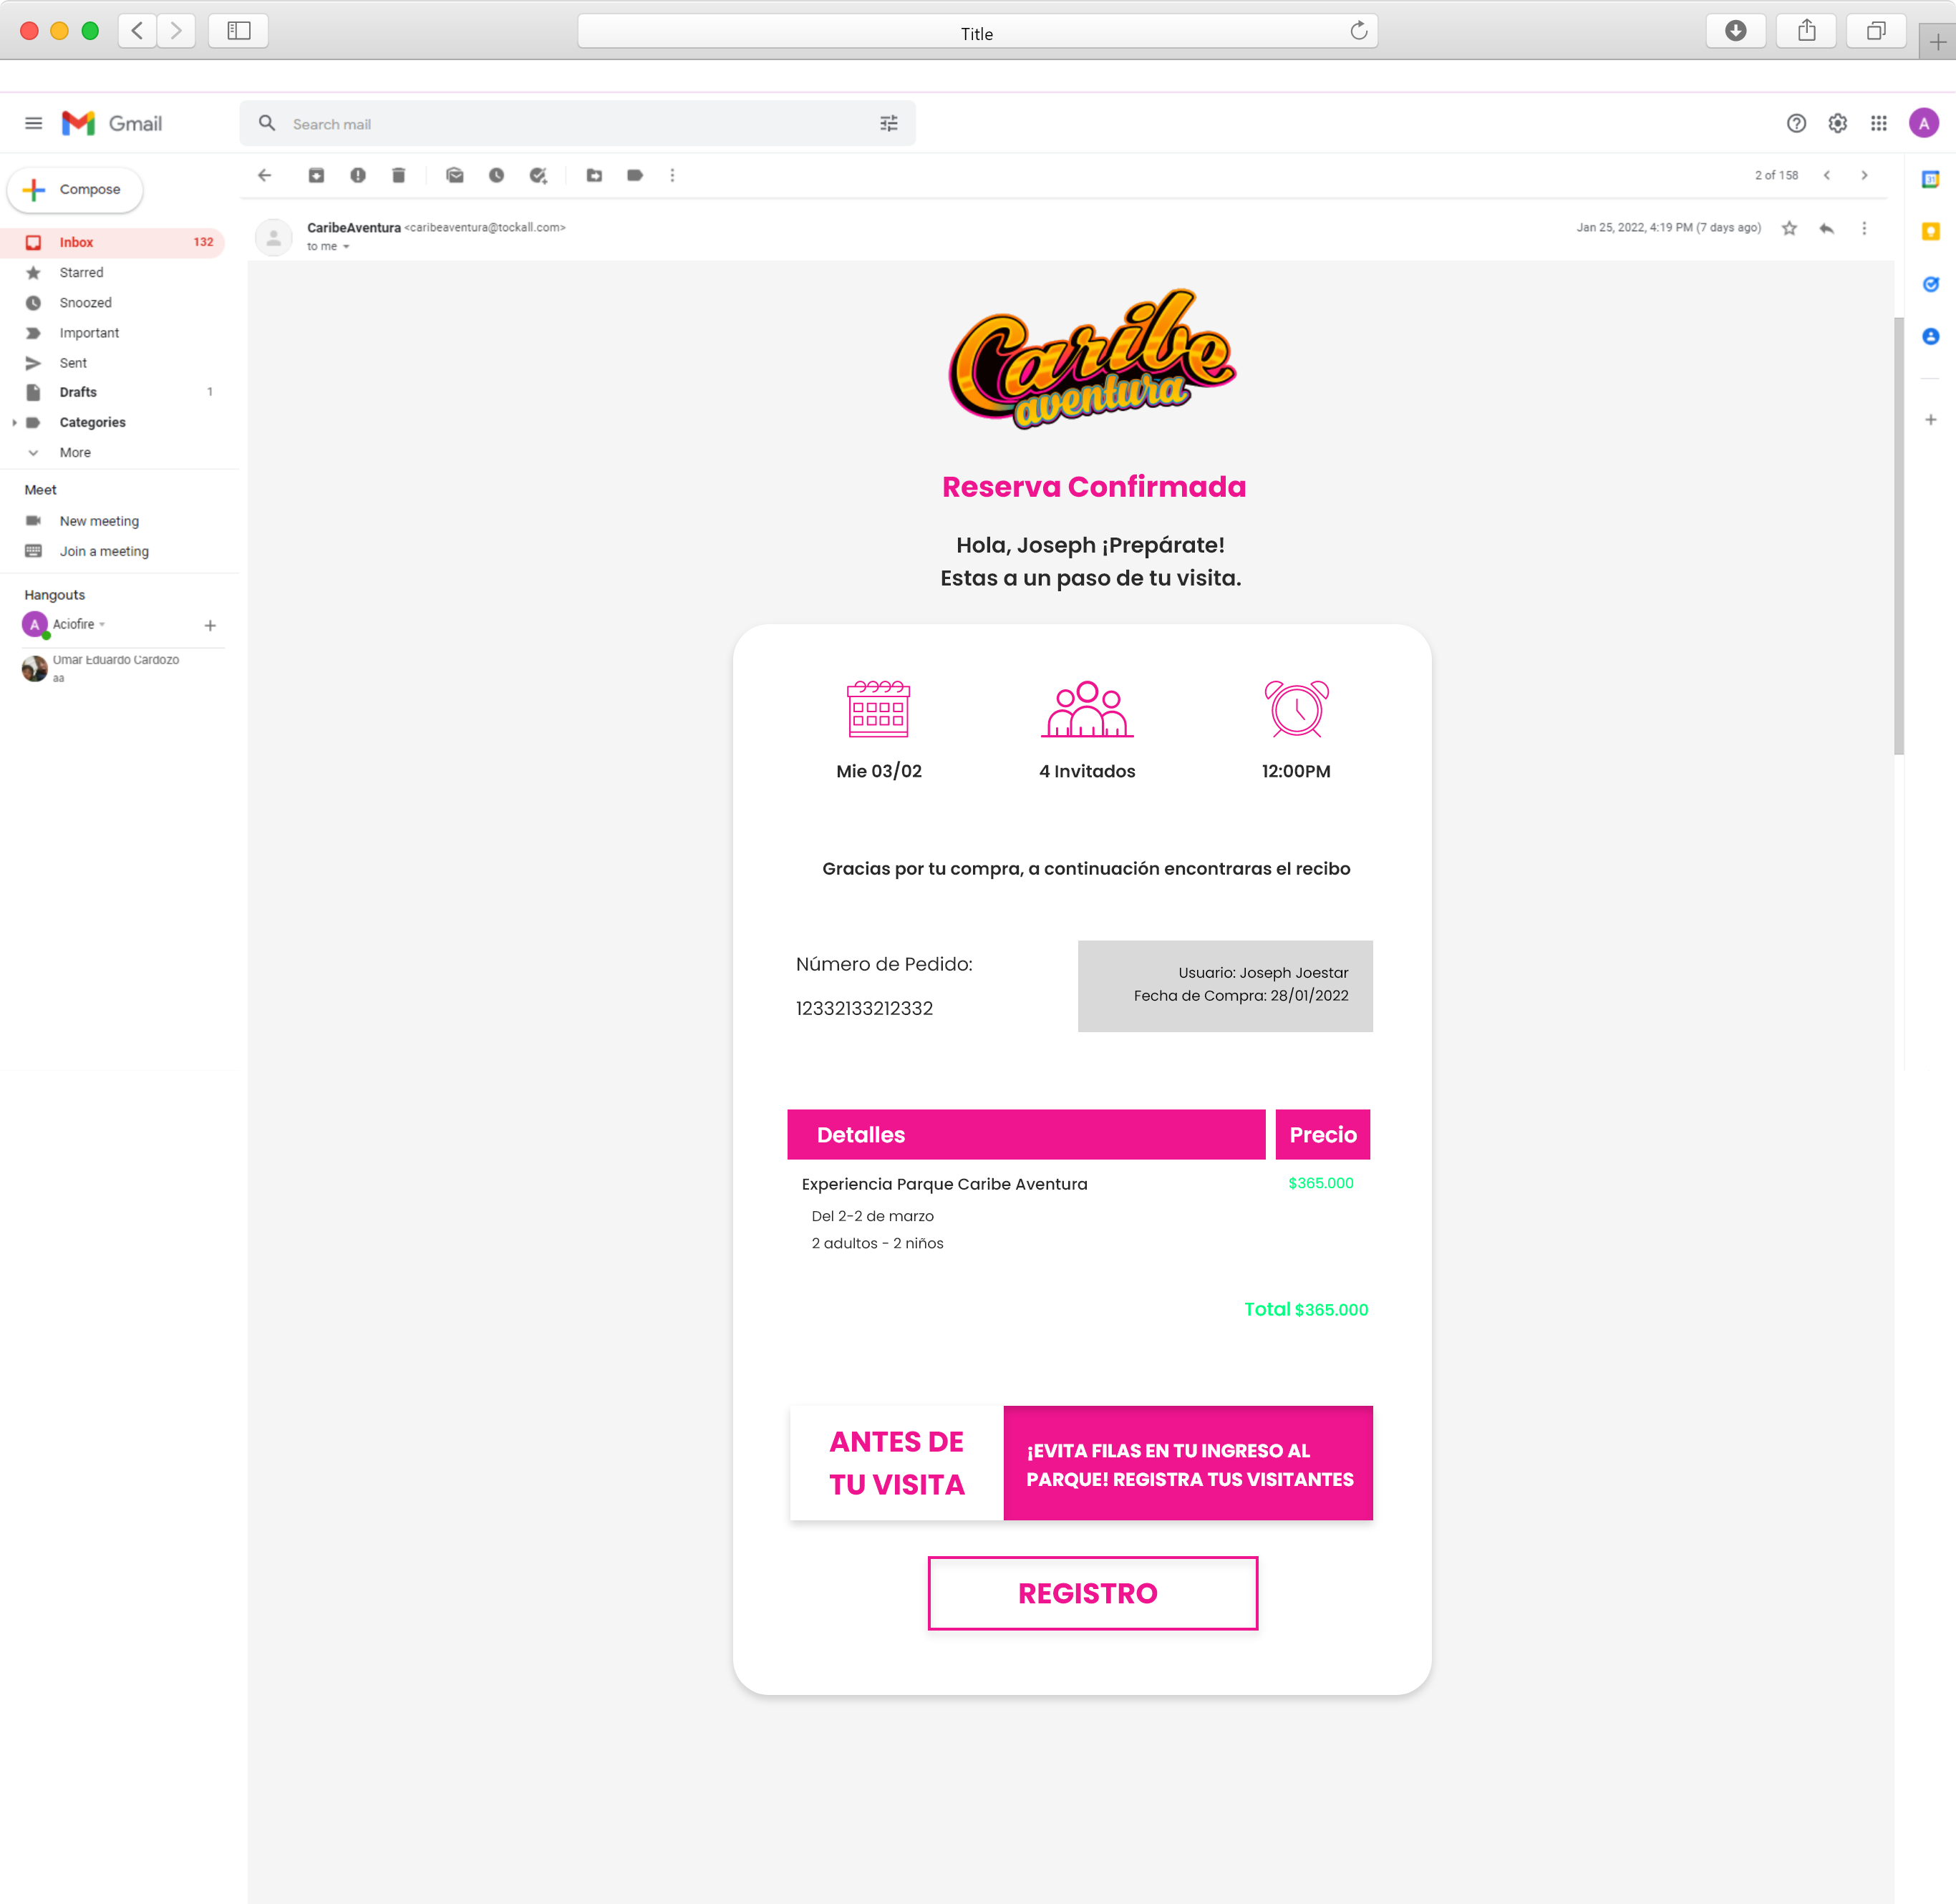 Title
Gmail
Search mail
A
Compose
2 of 158
31
Inbox 132
CaribeAventura <caribeaventura@tockall.com>
Jan 25, 2022, 4:19 PM (7 days ago)
to me
Starred
Snoozed
Important
Sent
Drafts 1
Categories
More
Meet
New meeting
Join a meeting
Hangouts
A Aciofire
Omar Eduardo Cardozo
aa
Caribe
aventura
Reserva Confirmada
Hola, Joseph ¡Prepárate!
Estas a un paso de tu visita.
Mie 03/02
4 Invitados
12:00PM
Gracias por tu compra, a continuación encontraras el recibo
Número de Pedido:
12332133212332
Usuario: Joseph Joestar
Fecha de Compra: 28/01/2022
Detalles Precio
Experiencia Parque Caribe Aventura $365.000
Del 2-2 de marzo
2 adultos - 2 niños
Total $365.000
ANTES DE
TU VISITA
¡EVITA FILAS EN TU INGRESO AL
PARQUE! REGISTRA TUS VISITANTES
REGISTRO